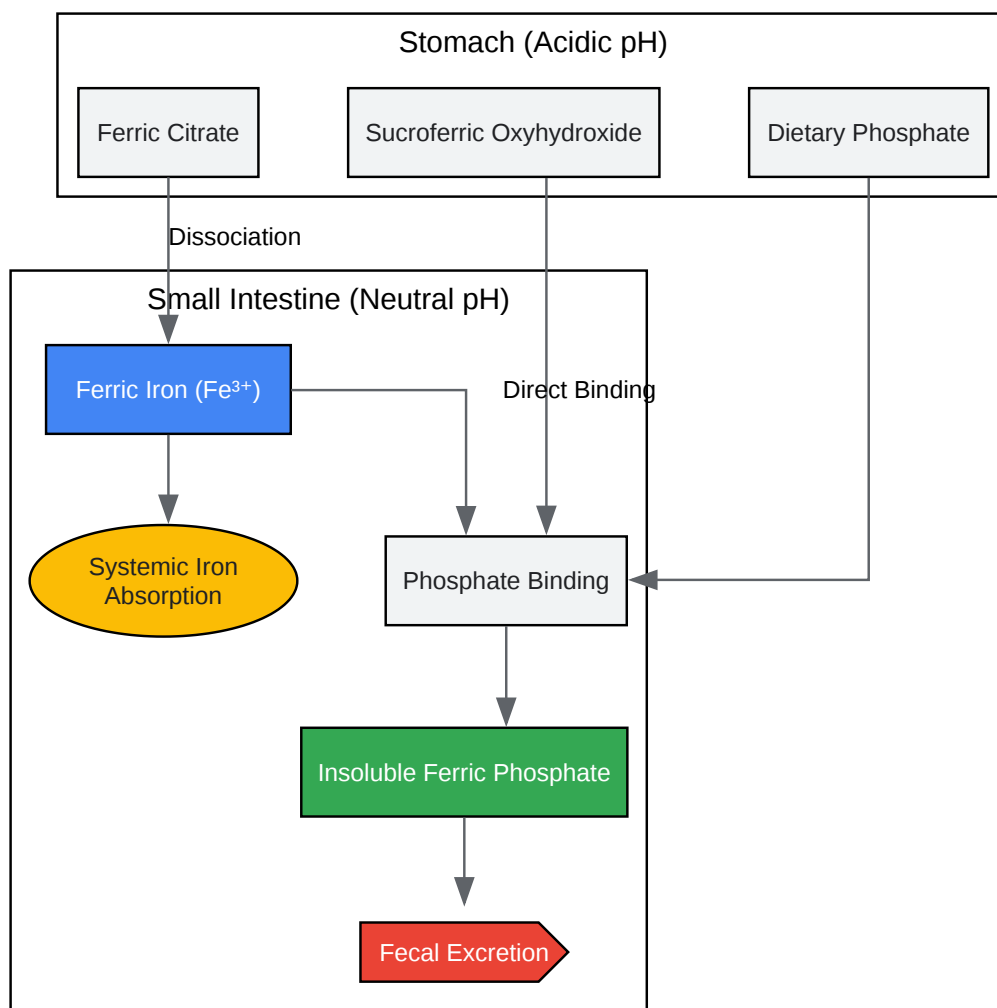 Stomach (Acidic pH)
Ferric Citrate
Sucroferric Oxyhydroxide
Dietary Phosphate
Dissociation
Small Intestine (Neutral pH)
Ferric Iron (Fe³⁺)
Direct Binding
Systemic Iron
Absorption
Phosphate Binding
Insoluble Ferric Phosphate
Fecal Excretion